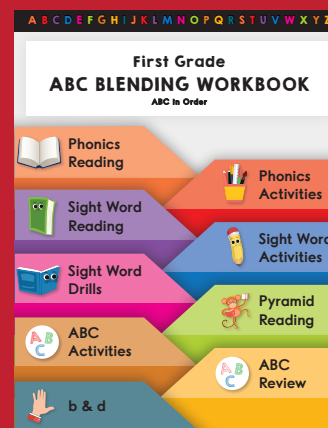 A B C D E F G H I J K L M N O P Q R S T U V W X Y Z
First Grade
ABC BLENDING WORKBOOK
ABC In Order
Phonics
Reading
Phonics
Activities
Sight Word
Reading
Sight Word
Activities
Sight Word
Drills
Pyramid
Reading
ABC
Activities
ABC
Review
b & d
A B
C
A B
C